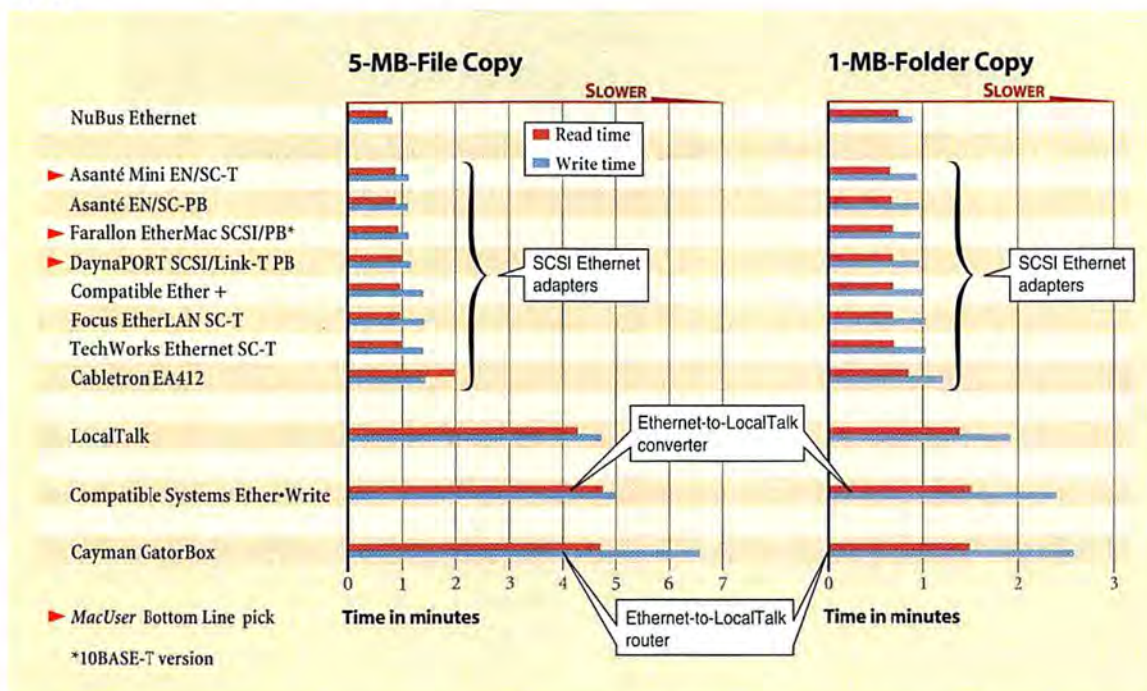 5-MB-File Copy
1-MB-Folder Copy
SLOWER
SLOWER
NuBus Ethernet
Read time
Write time
Asanté Mini EN/SC-T
Asanté EN/SC-PB
Farallon EtherMac SCSI/PB*
DaynaPORT SCSI/Link-T PB
Compatible Ether +
Focus EtherLAN SC-T
TechWorks Ethernet SC-T
Cabletron EA412
SCSI Ethernet
adapters
SCSI Ethernet
adapters
LocalTalk
Ethernet-to-LocalTalk
converter
Compatible Systems Ether•Write
Cayman GatorBox
0 1 2 3 4 5 6 7
0 1 2 3
Time in minutes
Time in minutes
Ethernet-to-LocalTalk
router
MacUser Bottom Line pick
*10BASE-T version